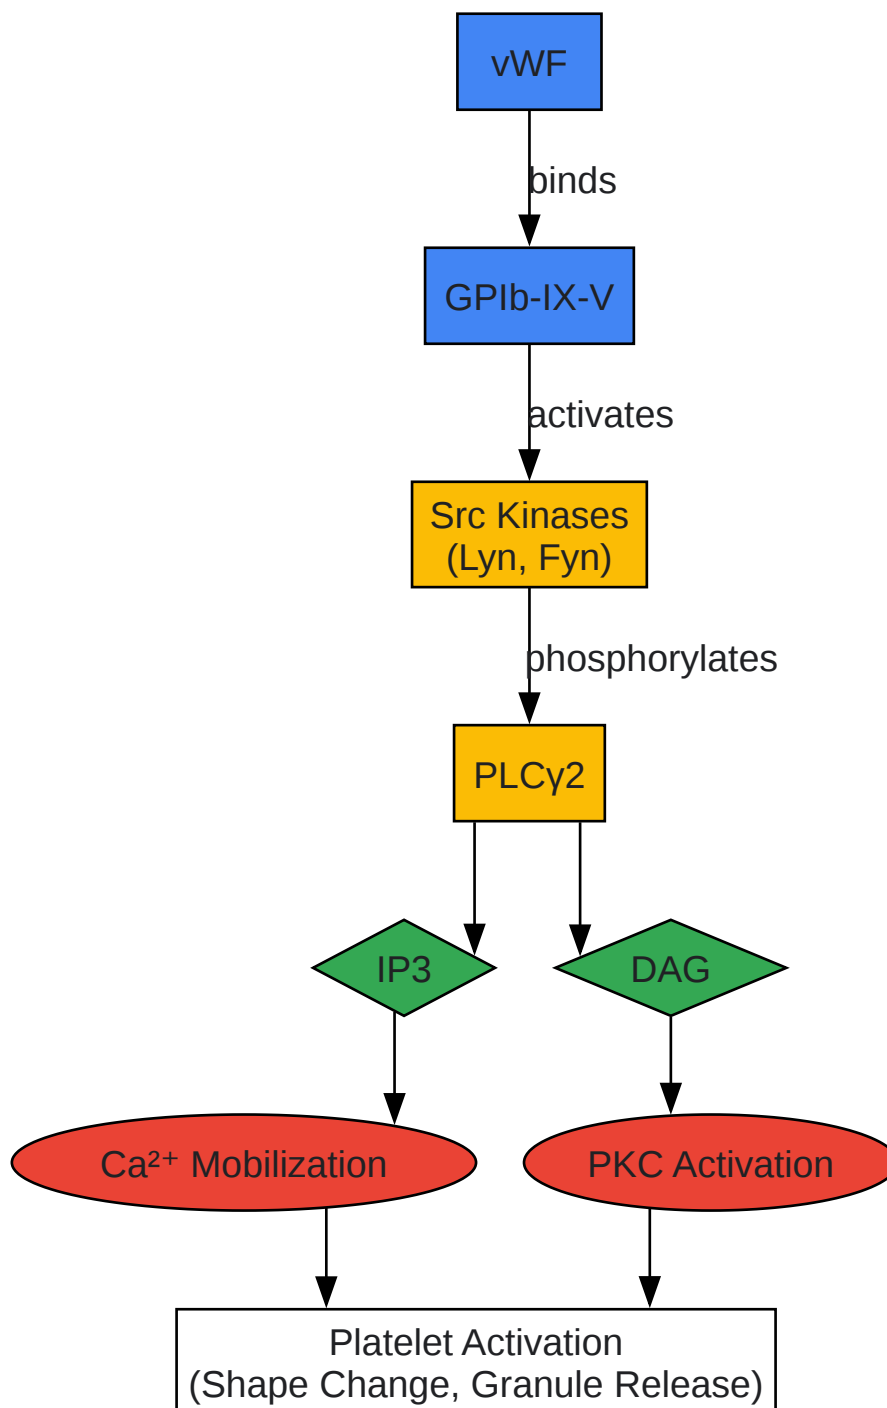 vWF
binds
GPIb-IX-V
activates
Src Kinases
(Lyn, Fyn)
phosphorylates
PLCγ2
IP3
DAG
Ca²⁺ Mobilization
PKC Activation
Platelet Activation
(Shape Change, Granule Release)